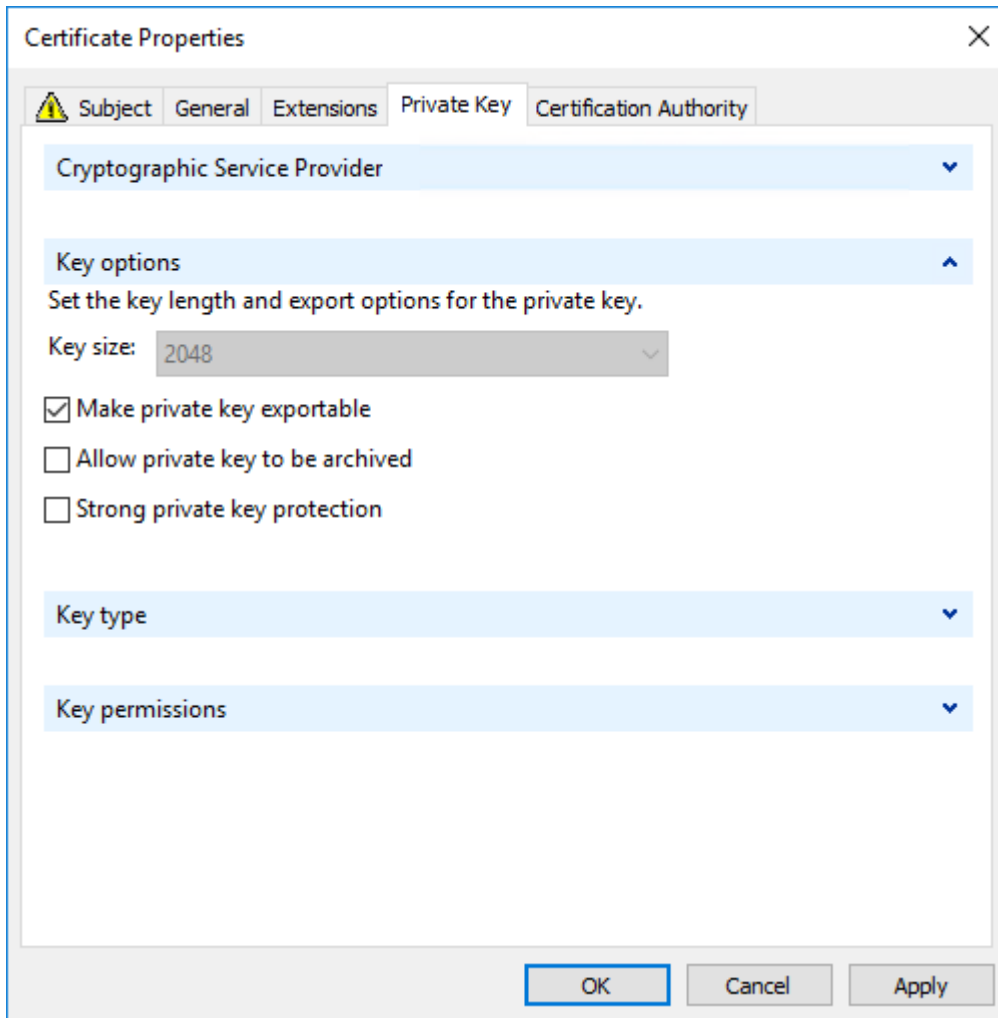 Certificate Properties
Subject General Extensions Private Key Certification Authority
Cryptographic Service Provider
Key options
Set the key length and export options for the private key.
Key size: 2048
Make private key exportable
Allow private key to be archived
Strong private key protection
Key type
Key permissions
OK Cancel Apply